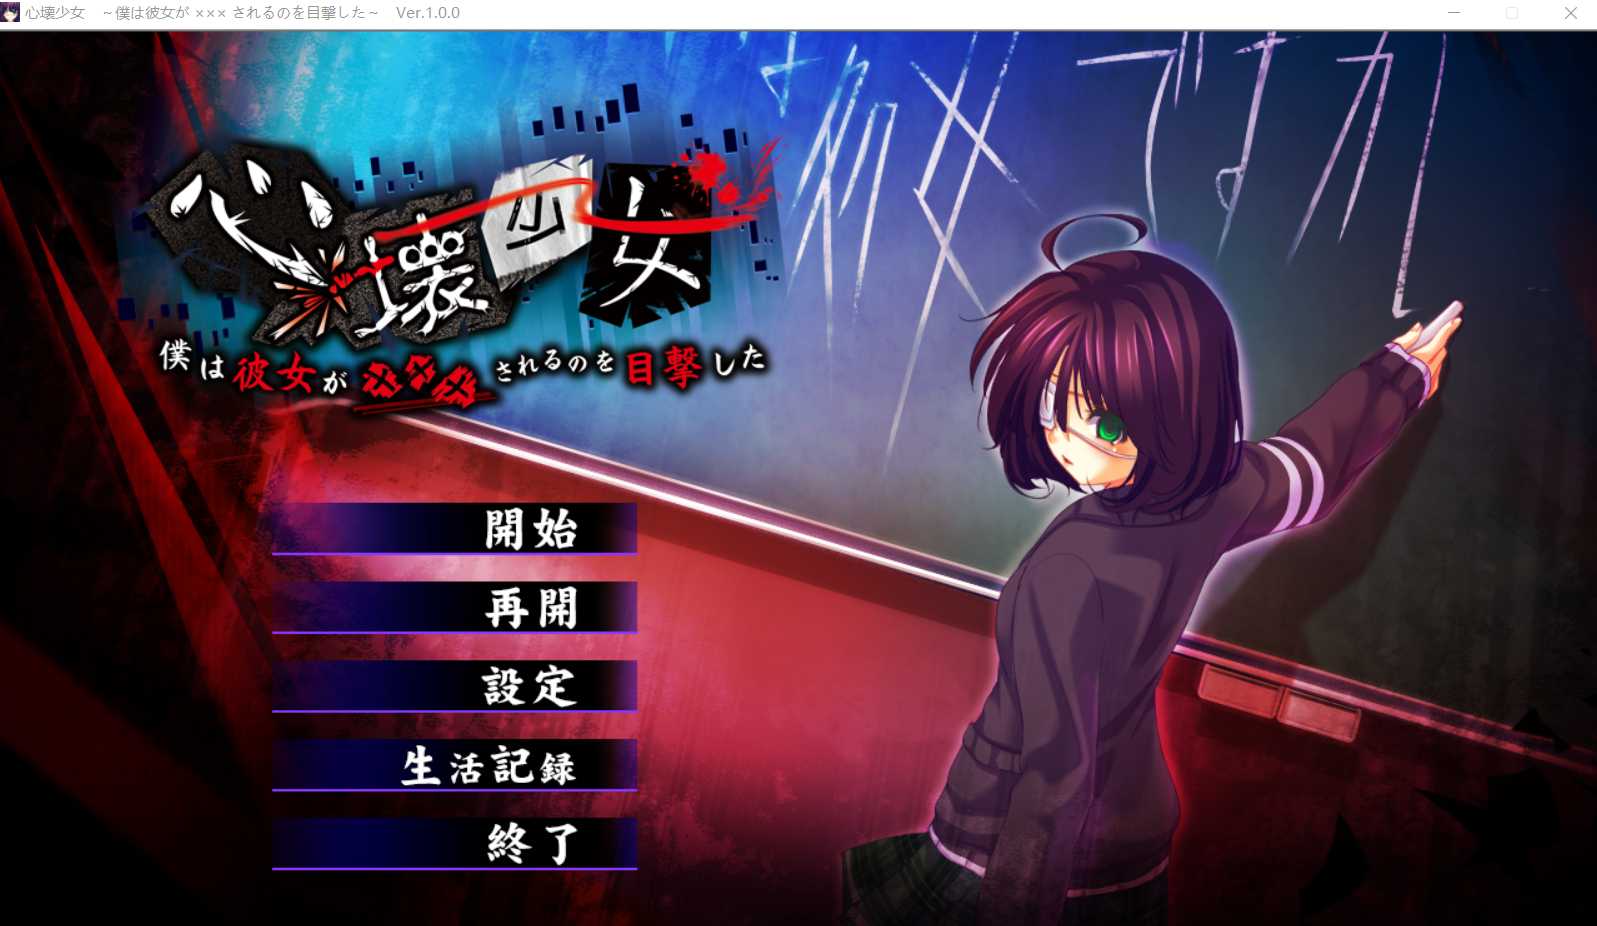 心壊少女　～僕は彼女が ××× されるのを目撃した～　Ver.1.0.0
心壊少女
僕は彼女が×××されるのを目撃した
開始
再開
設定
生活記録
終了